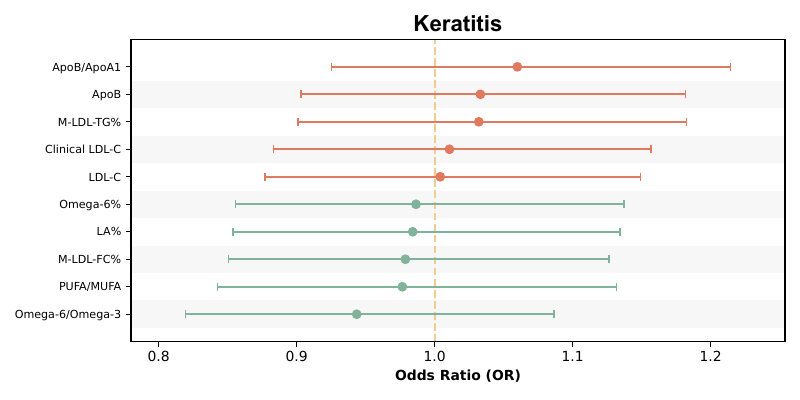 Keratitis
ApoB/ApoA1
ApoB
M-LDL-TG%
Clinical LDL-C
LDL-C
Omega-6%
LA%
M-LDL-FC%
PUFA/MUFA
Omega-6/Omega-3
0.8 0.9 1.0 1.1 1.2
Odds Ratio (OR)